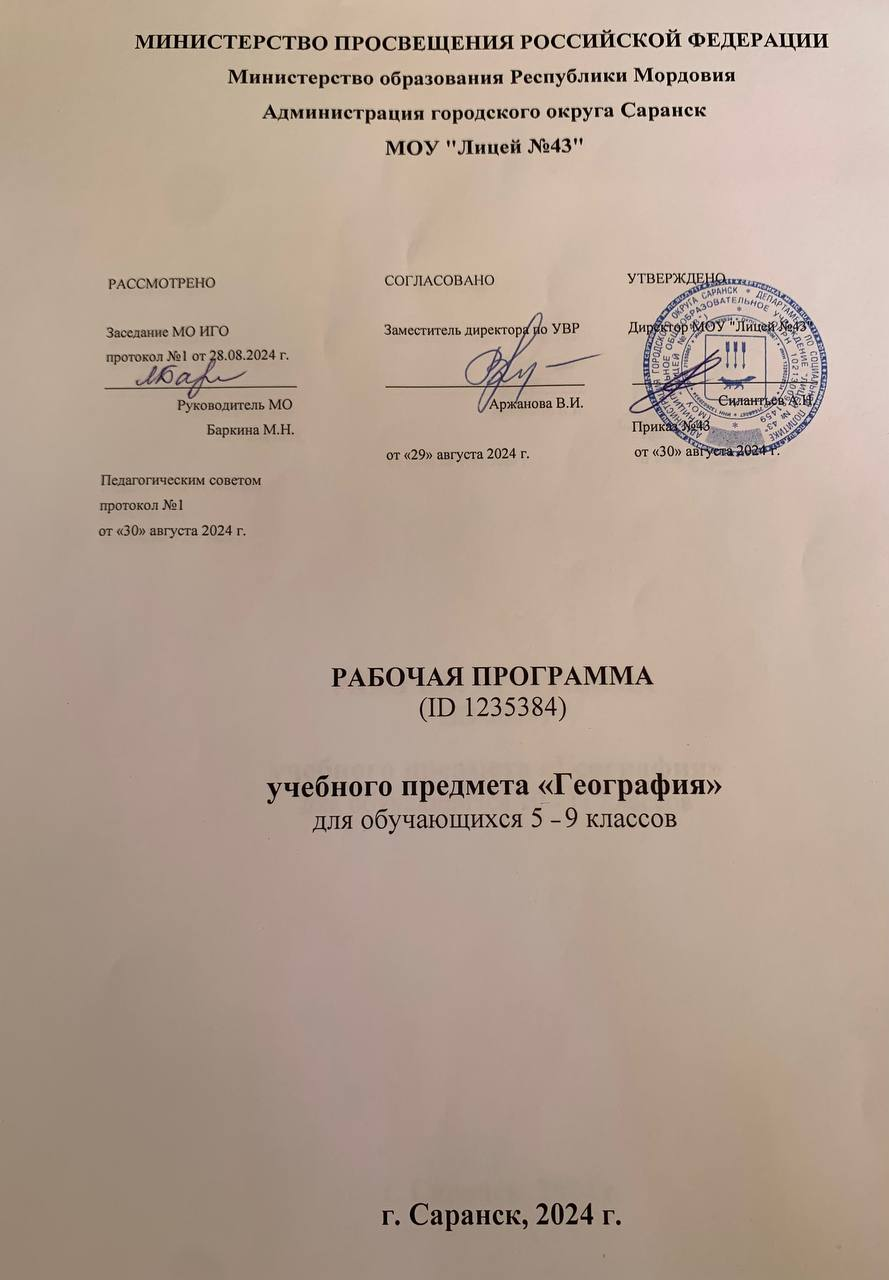 МИНИСТЕРСТВО ПРОСВЕЩЕНИЯ РОССИЙСКОЙ ФЕДЕРАЦИИ
Министерство образования Республики Мордовия
Администрация городского округа Саранск
МОУ "Лицей №43"
РАССМОТРЕНО
Заседание МО ИГО
протокол №1 от 28.08.2024 г.
Руководитель МО
Баркина М.Н.
Педагогическим советом
протокол №1
от «30» августа 2024 г.
СОГЛАСОВАНО
Заместитель директора по УВР
Аржанова В.И.
от «29» августа 2024 г.
УТВЕРЖДЕНО
Директор МОУ "Лицей №43"
Силантьев А.Н
Приказ №43
от «30» августа 2024 г.
РАБОЧАЯ ПРОГРАММА
(ID 1235384)
учебного предмета «География»
для обучающихся 5 – 9 классов
г. Саранск, 2024 г.